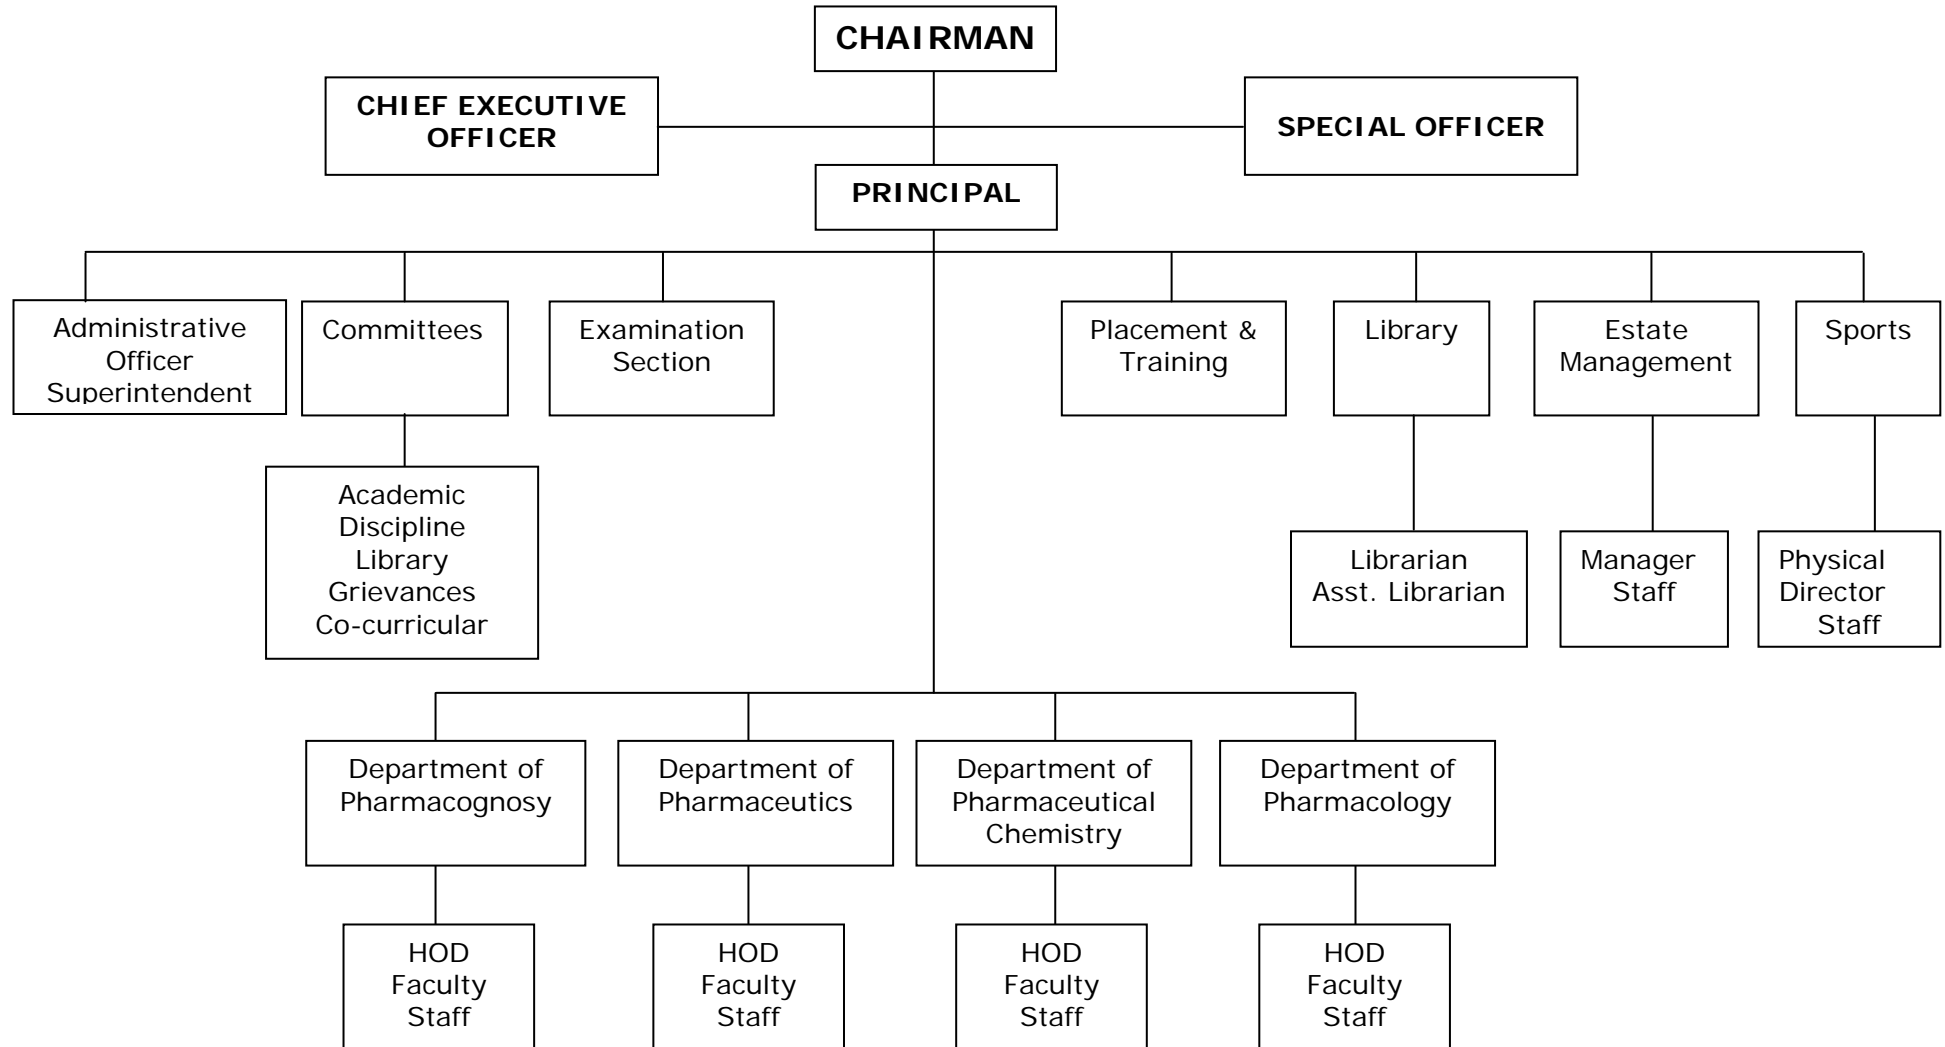 CHAIRMAN
CHIEF EXECUTIVE
OFFICER
SPECIAL OFFICER
PRINCIPAL
Administrative
Officer
Superintendent
Committees
Examination
Section
Placement &
Training
Library
Estate
Management
Sports
Academic
Discipline
Library
Grievances
Co-curricular
Librarian
Asst. Librarian
Manager
Staff
Physical
Director
Staff
Department of
Pharmacognosy
Department of
Pharmaceutics
Department of
Pharmaceutical
Chemistry
Department of
Pharmacology
HOD
Faculty
Staff
HOD
Faculty
Staff
HOD
Faculty
Staff
HOD
Faculty
Staff